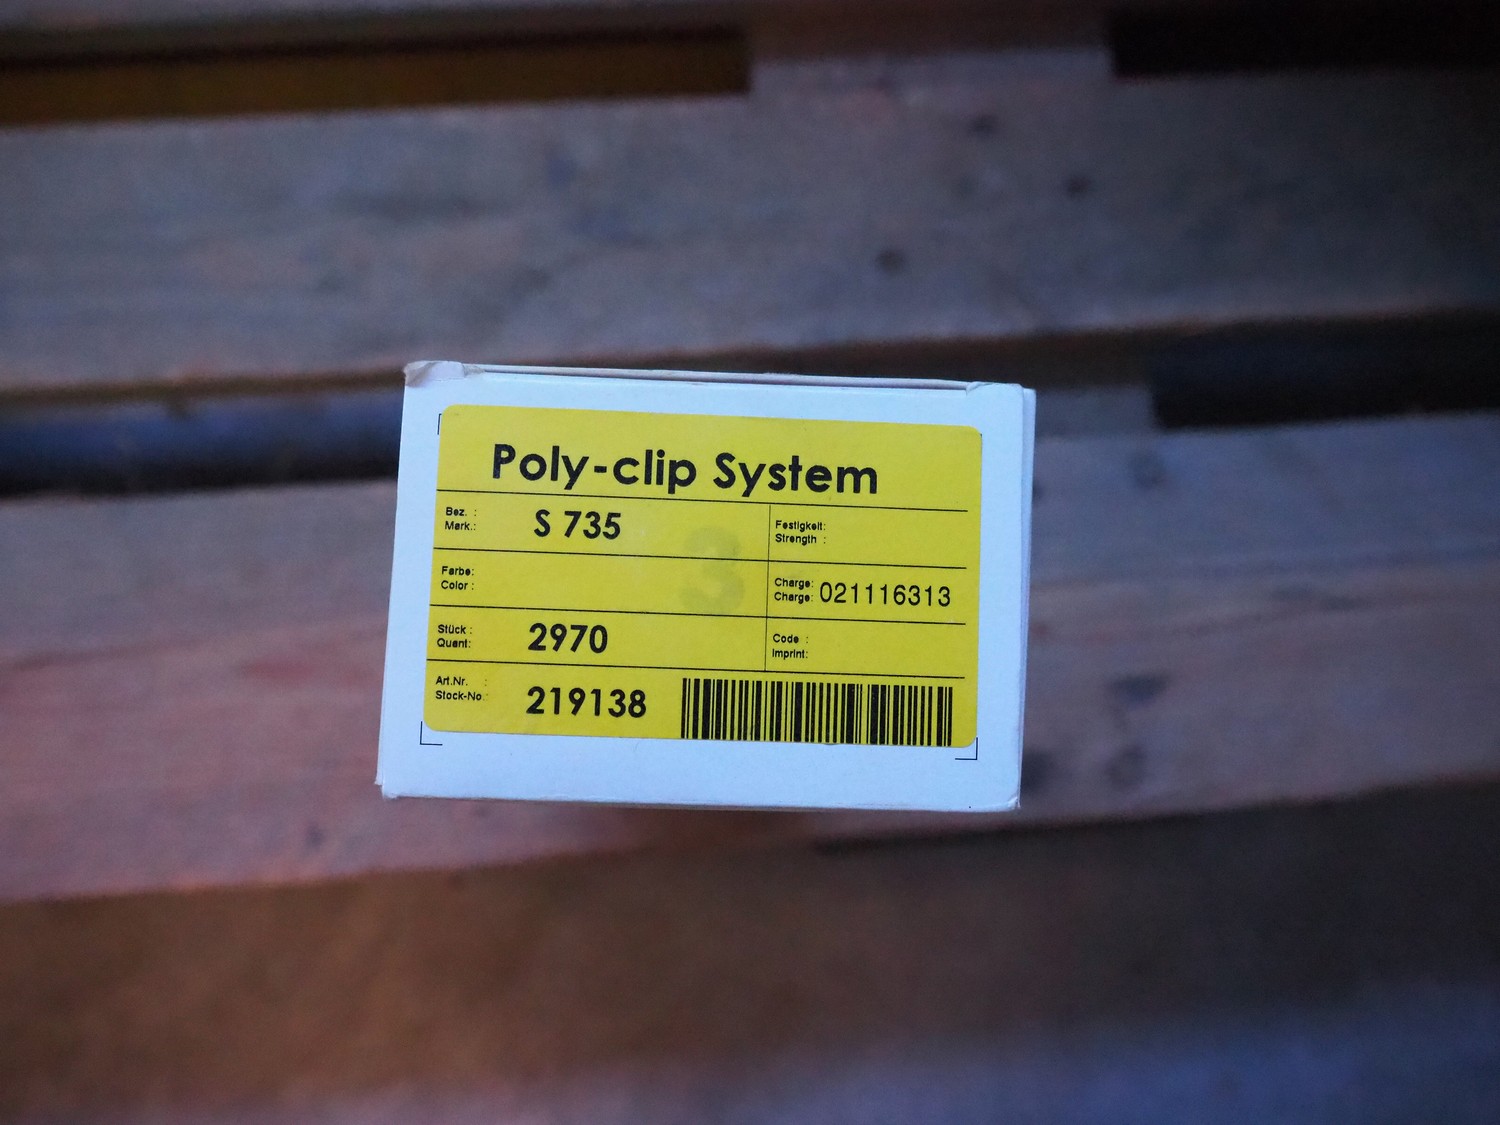 Poly-clip System
Bez. :
Mark.:
S 735
Festigkeit:
Strength :
3
Farbe:
Color :
Charge:
Charge:
021116313
Stück :
Quant:
2970
Code :
Imprint:
Art.Nr. :
Stock-No.:
219138